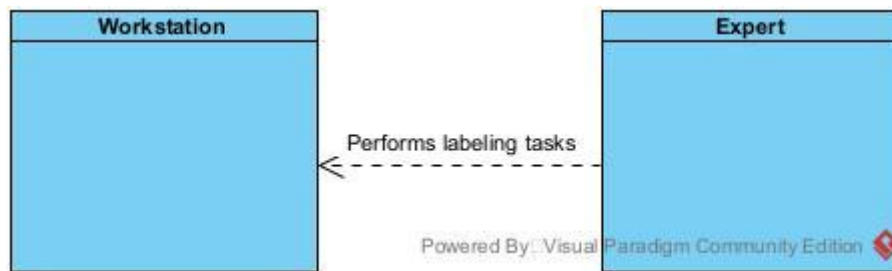 Workstation
Expert
Performs labeling tasks
Powered By: Visual Paradigm Community Edition